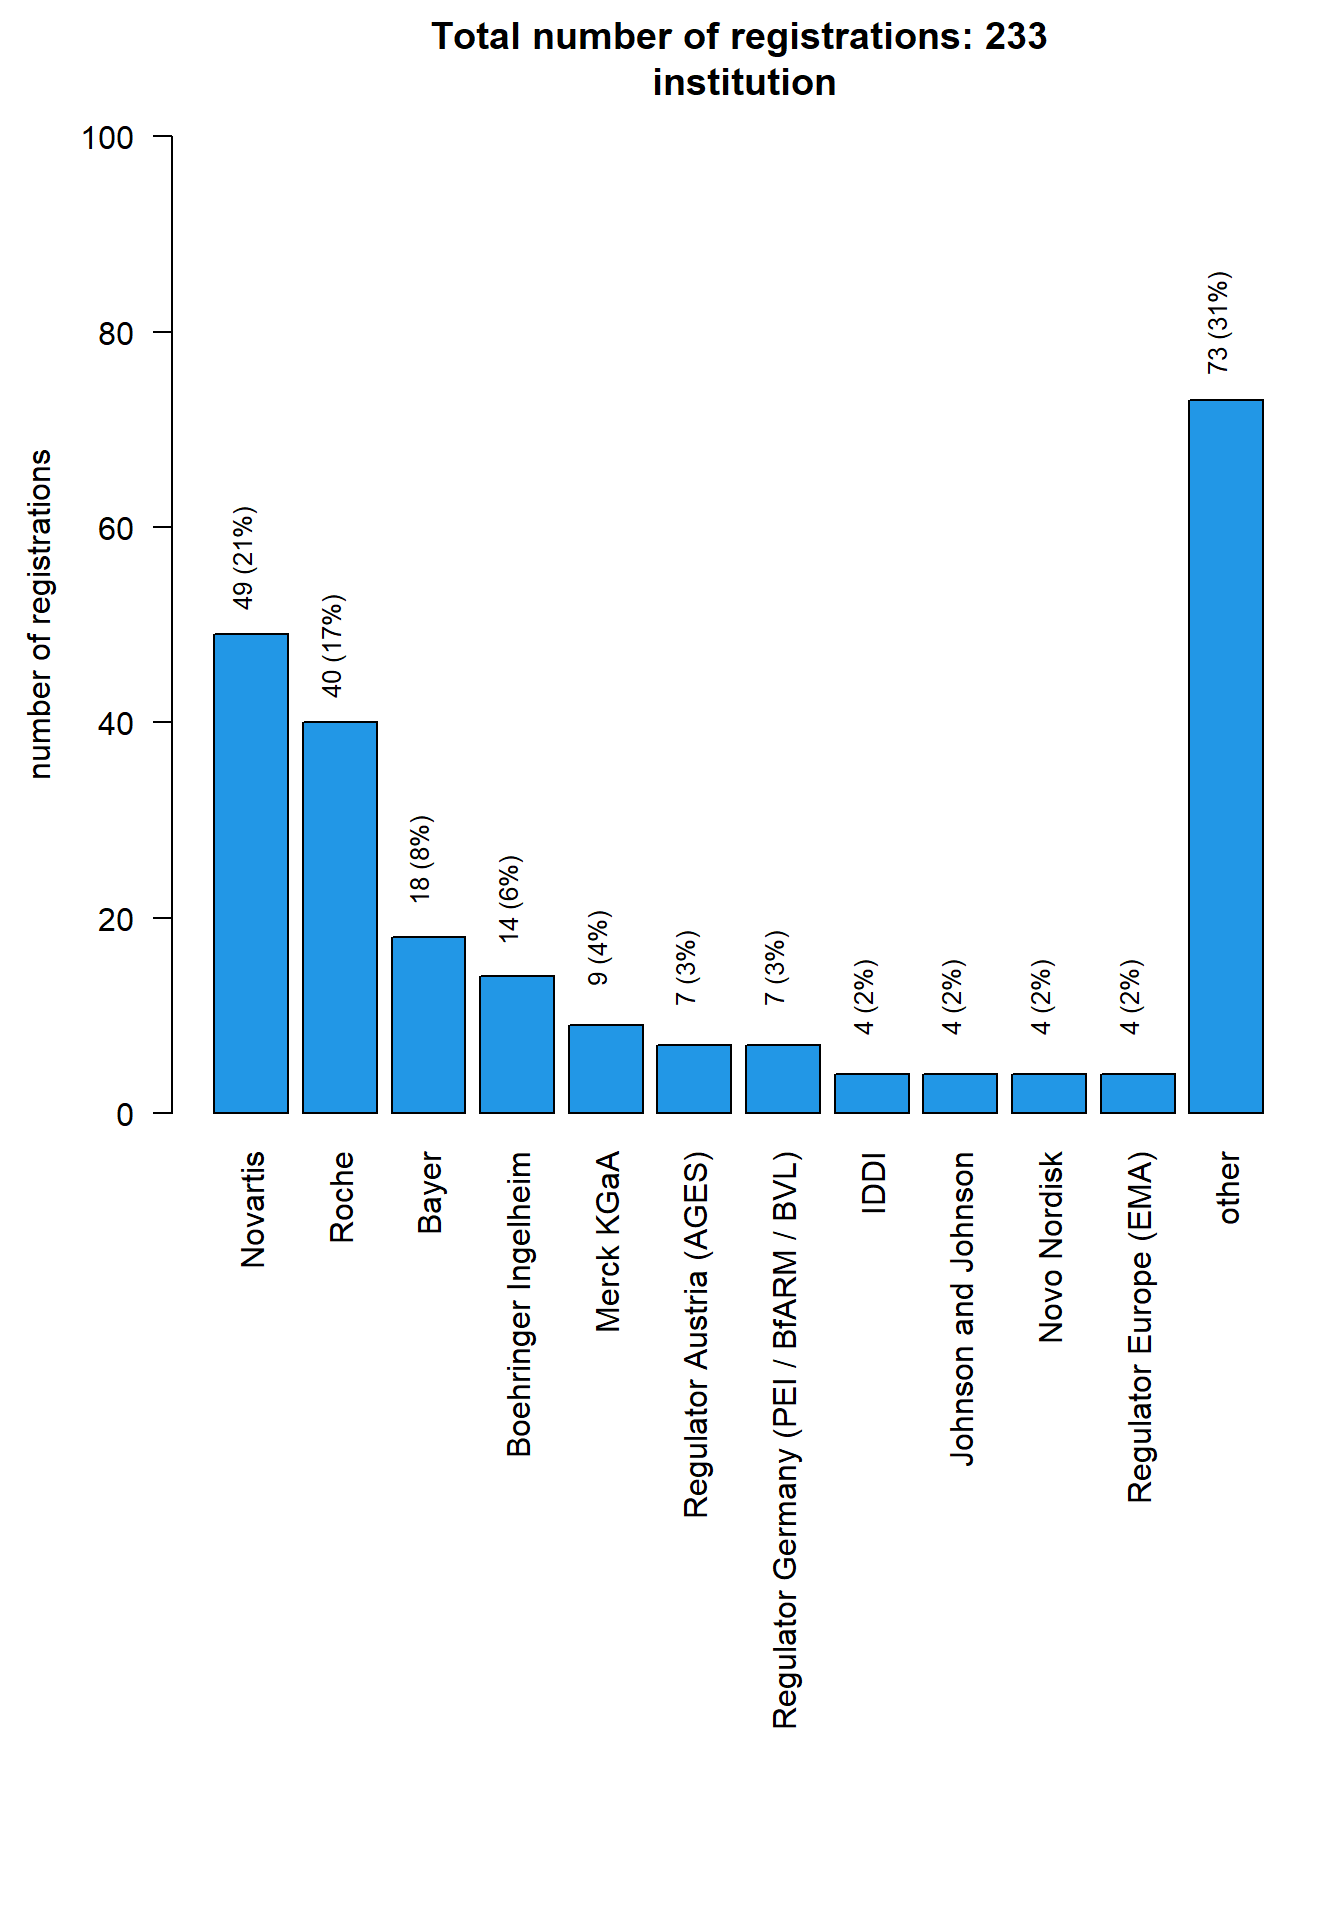 Total number of registrations: 233
institution
number of registrations
100
80
60
40
20
0
49 (21%)
40 (17%)
18 (8%)
14 (6%)
9 (4%)
7 (3%)
7 (3%)
4 (2%)
4 (2%)
4 (2%)
4 (2%)
73 (31%)
Novartis
Roche
Bayer
Boehringer Ingelheim
Merck KGaA
Regulator Austria (AGES)
Regulator Germany (PEI / BfARM / BVL)
IDDI
Johnson and Johnson
Novo Nordisk
Regulator Europe (EMA)
other